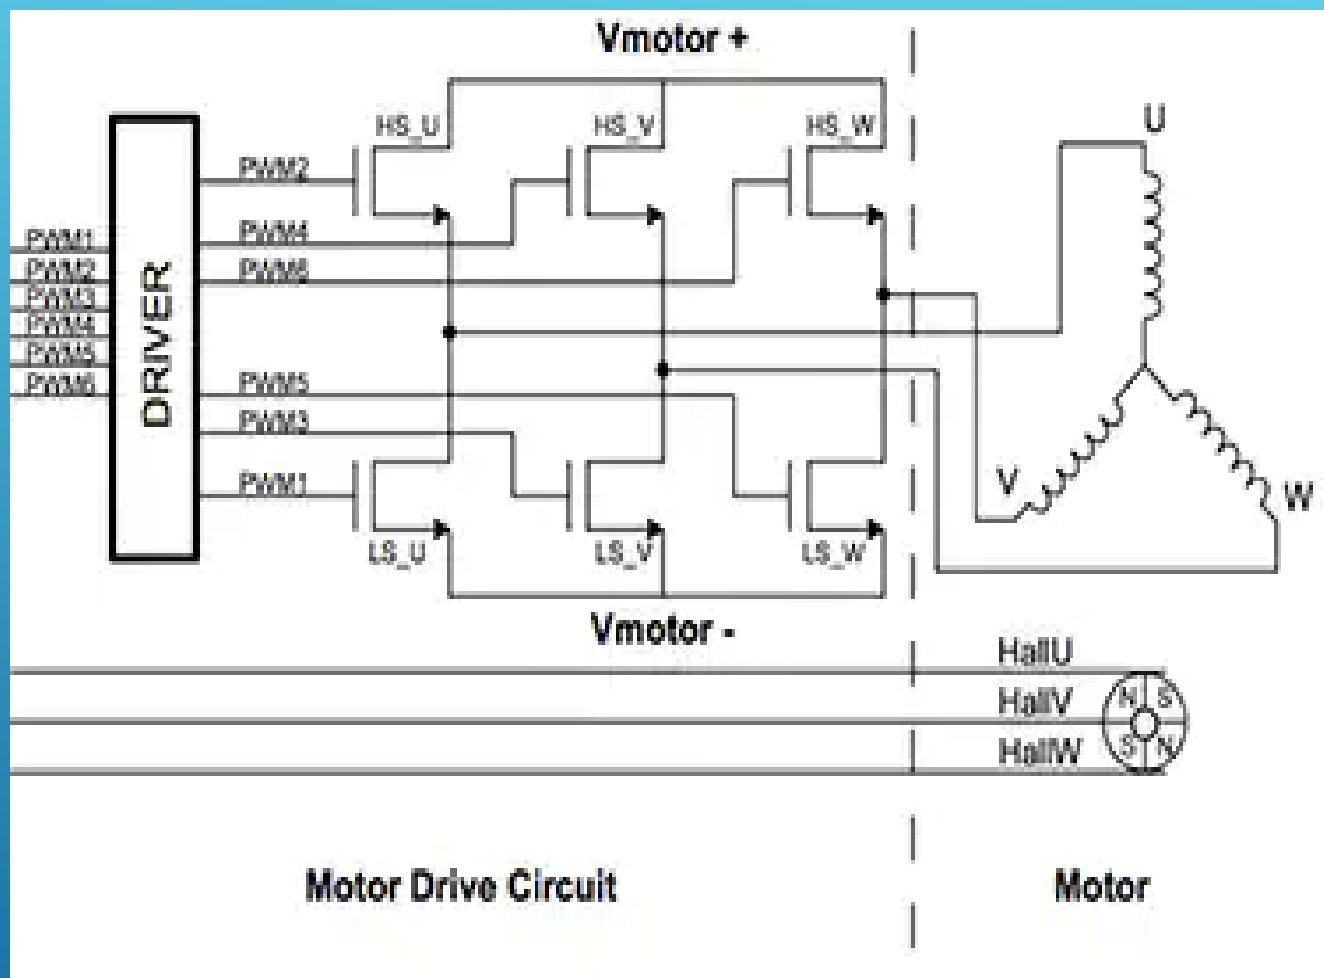 Vmotor +
HS_U
HS_V
HS_W
U
PWM2
PWM4
PWM6
PWM1
PWM2
PWM3
PWM4
PWM5
PWM6
DRIVER
PWM5
PWM3
PWM1
LS_U
LS_V
LS_W
V
W
Vmotor -
HallU
HallV
HallW
N S
S N
Motor Drive Circuit
Motor